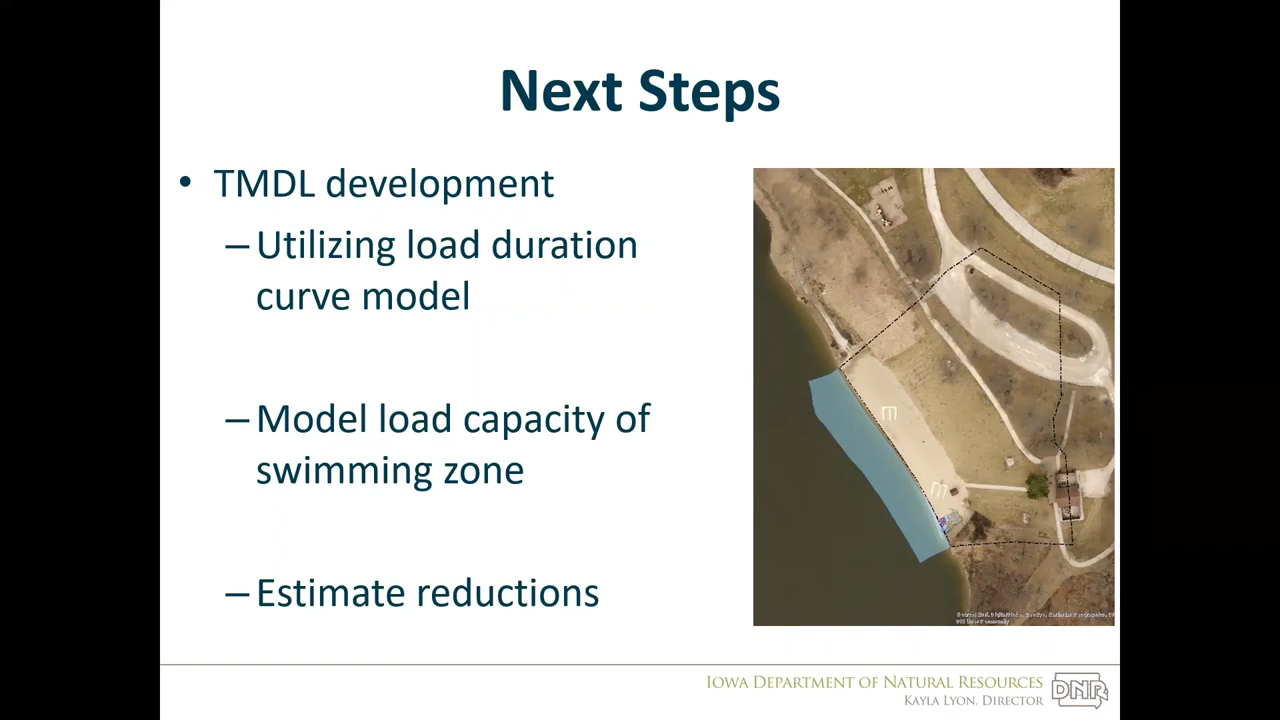 Next Steps
• TMDL development
– Utilizing load duration
curve model
– Model load capacity of
swimming zone
– Estimate reductions
IOWA DEPARTMENT OF NATURAL RESOURCES
KAYLA LYON, DIRECTOR
DNR